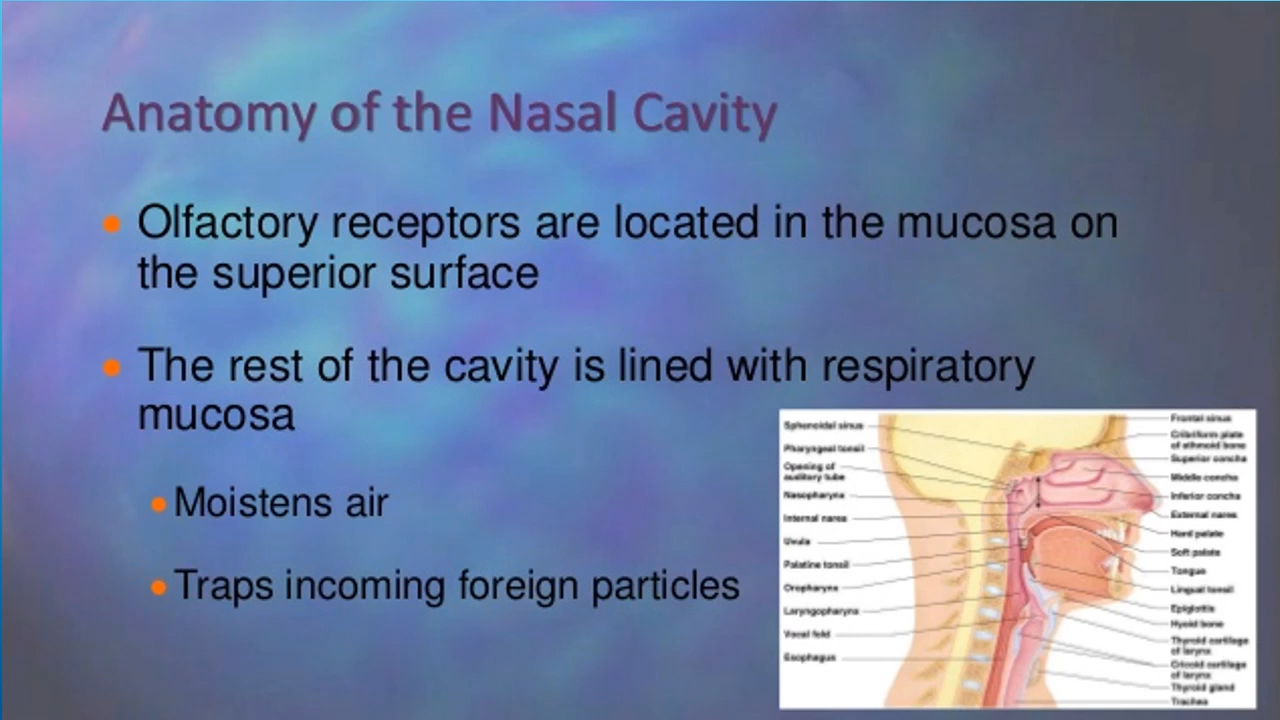 Anatomy of the Nasal Cavity
Olfactory receptors are located in the mucosa on
the superior surface
The rest of the cavity is lined with respiratory
mucosa
Moistens air
Traps incoming foreign particles
Sphenoidal sinus
Pharyngeal tonsil
Opening of
auditory tube
Nasopharynx
Internal nares
Uvula
Palatine tonsil
Oropharynx
Laryngopharynx
Vocal fold
Esophagus
Frontal sinus
Cribriform plate
of ethmoid bone
Superior concha
Middle concha
Inferior concha
External nares
Hard palate
Soft palate
Tongue
Lingual tonsil
Epiglottis
Hyoid bone
Thyroid cartilage
of larynx
Cricoid cartilage
of larynx
Thyroid gland
Trachea